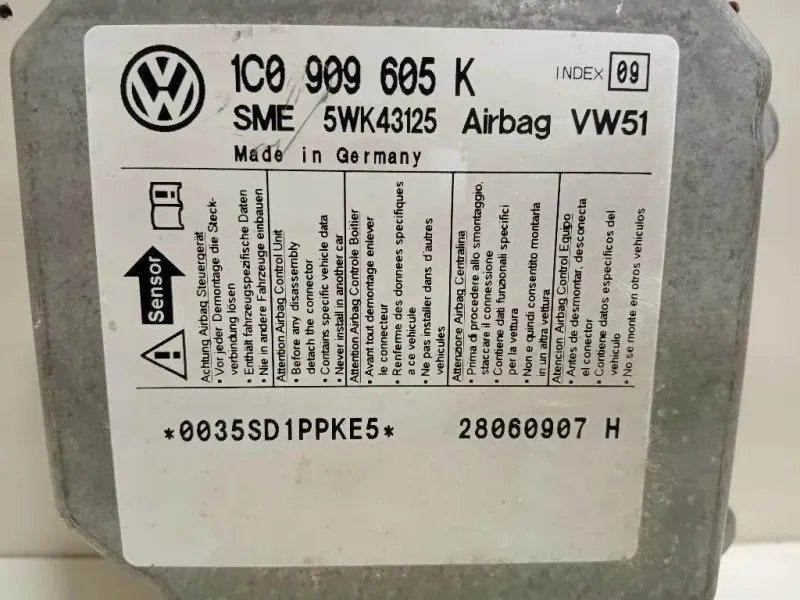 VW
1C0 909 605 K
INDEX 09
SME 5WK43125 Airbag VW51
Made in Germany
Sensor
Achtung Airbag Steuergerät
• Vor jeder Demontage die Steck-
verbindung lösen
• Enthält fahrzeugspezifische Daten
• Nie in andere Fahrzeuge einbauen
Attention Airbag Control Unit
• Before any disassembly
detach the connector
• Contains specific vehicle data
• Never install in another car
Attention Airbag Controle Boitier
• Avant tout demontage enlever
le connecteur
• Renferme des donnees specifiques
a ce vehicule
• Ne pas installer dans d'autres
vehicules
Attenzione Airbag Centralina
• Prima di procedere allo smontaggio,
staccare il connessione
• Contiene dati funzionali specifici
per la vettura
• Non e quindi consentito montarla
in un altra vettura
Atencion Airbag Control Equipo
• Antes de desmontar, desconecta
el conector
• Contiene datos especificos del
vehiculo
• No se monte en otros vehiculos
*0035SD1PPKE5* 28060907 H